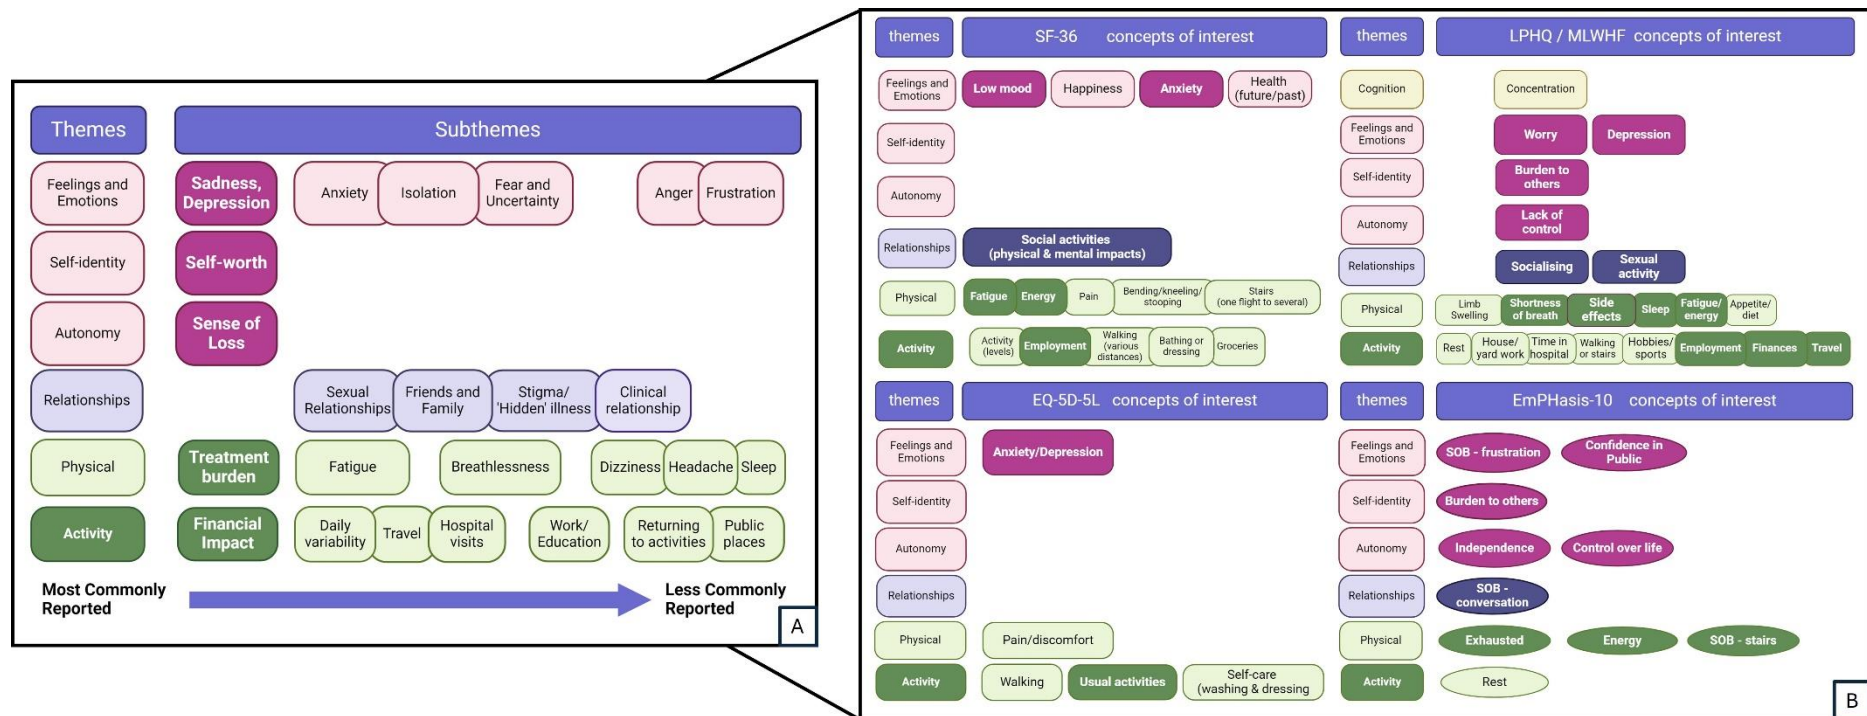 Themes
Subthemes
Feelings and
Emotions
Sadness,
Depression
Anxiety
Isolation
Fear and
Uncertainty
Anger
Frustration
Self-identity
Self-worth
Autonomy
Sense of
Loss
Relationships
Sexual
Relationships
Friends and
Family
Stigma/
'Hidden' illness
Clinical
relationship
Physical
Treatment
burden
Fatigue
Breathlessness
Dizziness
Headache
Sleep
Activity
Financial
Impact
Daily
variability
Travel
Hospital
visits
Work/
Education
Returning
to activities
Public
places
Most Commonly
Reported
Less Commonly
Reported
A
themes
SF-36 concepts of interest
Feelings and
Emotions
Low mood
Happiness
Anxiety
Health
(future/past)
Self-identity
Autonomy
Relationships
Social activities
(physical & mental impacts)
Physical
Fatigue
Energy
Pain
Bending/kneeling/
stooping
Stairs
(one flight to several)
Activity
Activity
(levels)
Employment
Walking
(various
distances)
Bathing or
dressing
Groceries
themes
LPHQ / MLWHF concepts of interest
Cognition
Concentration
Feelings and
Emotions
Worry
Depression
Self-identity
Burden to
others
Autonomy
Lack of
control
Relationships
Socialising
Sexual
activity
Physical
Limb
Swelling
Shortness
of breath
Side
effects
Sleep
Fatigue/
energy
Appetite/
diet
Activity
Rest
House/
yard work
Time in
hospital
Walking
or stairs
Hobbies/
sports
Employment
Finances
Travel
themes
EQ-5D-5L concepts of interest
Feelings and
Emotions
Anxiety/Depression
Self-identity
Autonomy
Relationships
Physical
Pain/discomfort
Activity
Walking
Usual activities
Self-care
(washing & dressing
themes
EmPHasis-10 concepts of interest
Feelings and
Emotions
SOB - frustration
Confidence in
Public
Self-identity
Burden to others
Autonomy
Independence
Control over life
Relationships
SOB -
conversation
Physical
Exhausted
Energy
SOB - stairs
Activity
Rest
B